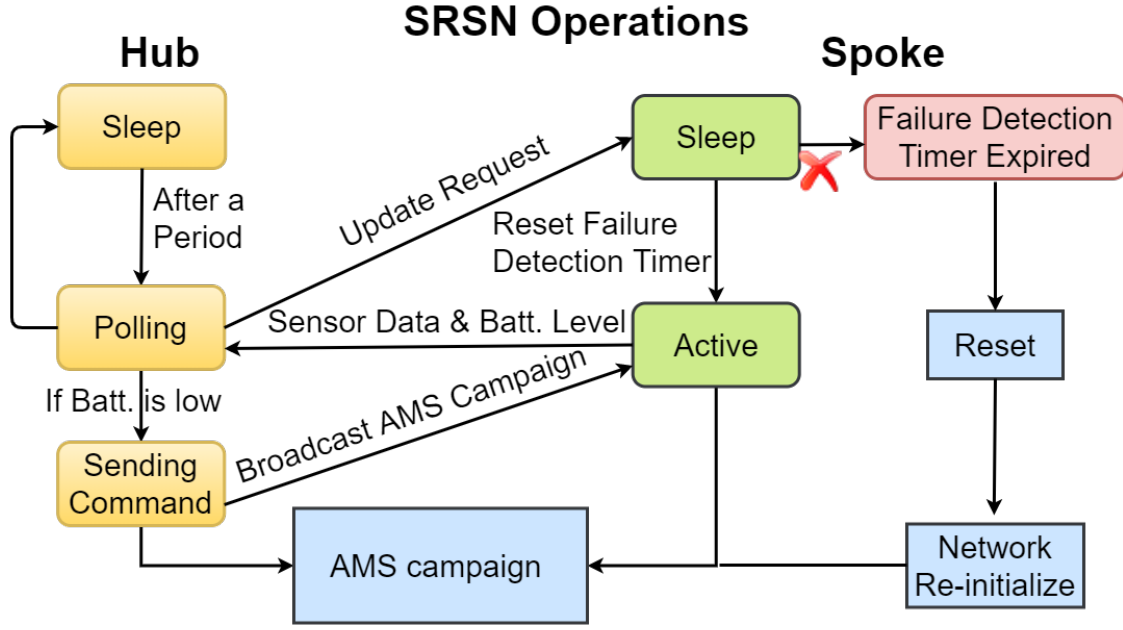 SRSN Operations
Hub
Spoke
Sleep
After a
Period
Polling
If Batt. is low
Sending
Command
Update Request
Sensor Data & Batt. Level
Broadcast AMS Campaign
Sleep
Reset Failure
Detection Timer
Active
Failure Detection
Timer Expired
Reset
Network
Re-initialize
AMS campaign